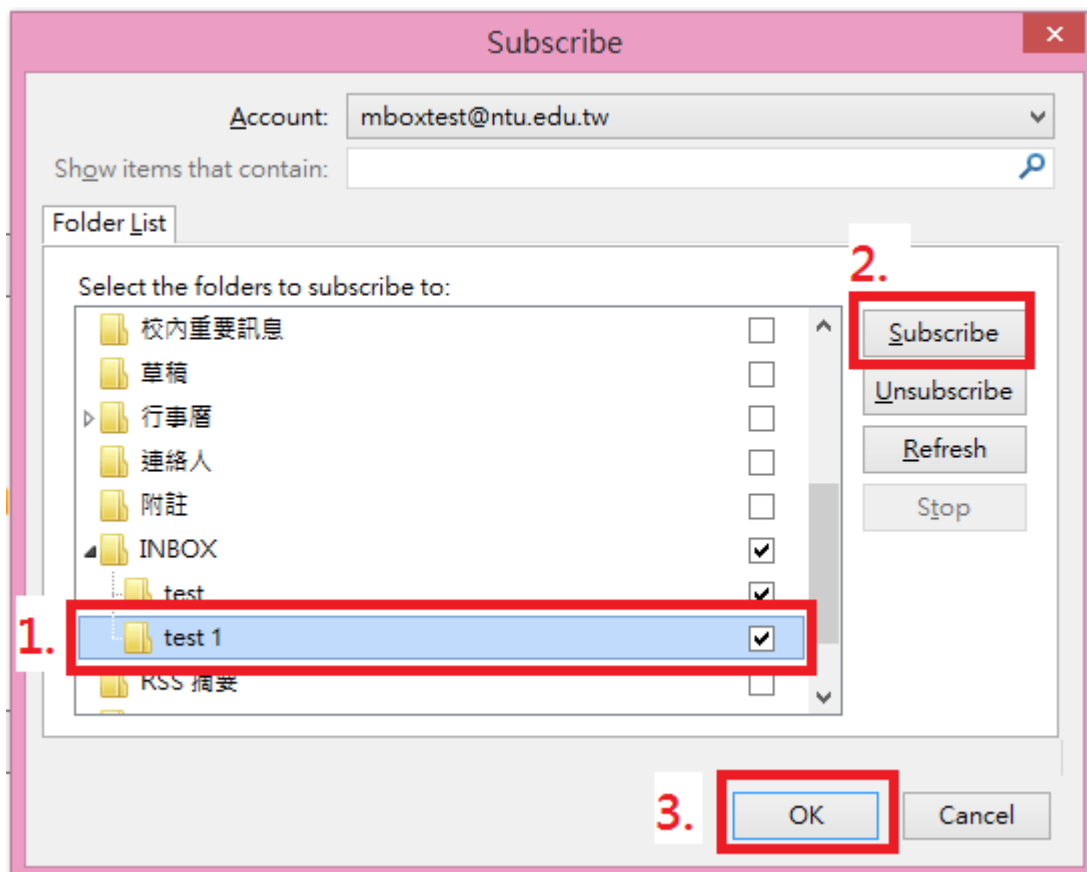 Subscribe
Account: mboxtest@ntu.edu.tw
Show items that contain:
Folder List
2.
Select the folders to subscribe to:
校內重要訊息
Subscribe
草稿
Unsubscribe
行事曆
連絡人
Refresh
附註
Stop
INBOX
test
1.
test 1
RSS 摘要
3.
OK
Cancel